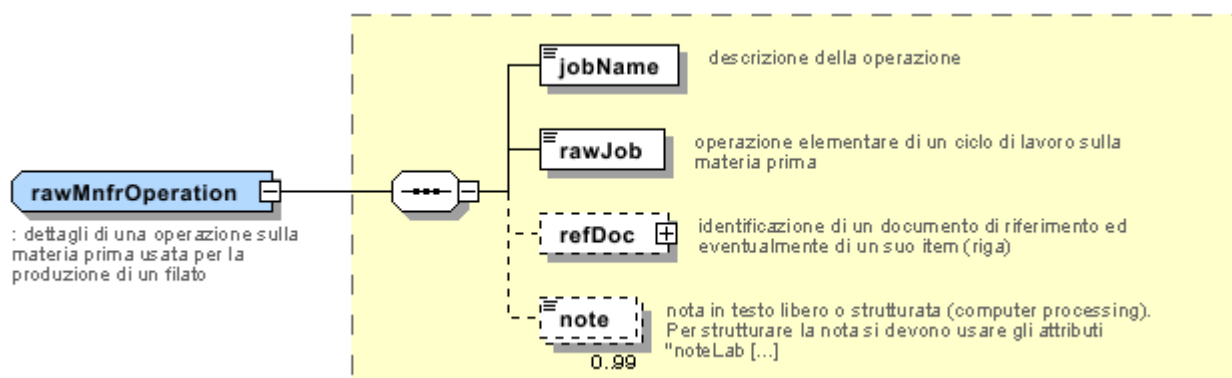 jobName
descrizione della operazione
rawJob
operazione elementare di un ciclo di lavoro sulla
materia prima
rawMnfrOperation
: dettagli di una operazione sulla
materia prima usata per la
produzione di un filato
refDoc
identificazione di un documento di riferimento ed
eventualmente di un suo item (riga)
note
nota in testo libero o strutturata (computer processing).
Per strutturare la nota si devono usare gli attributi
"noteLab [...]
0..99